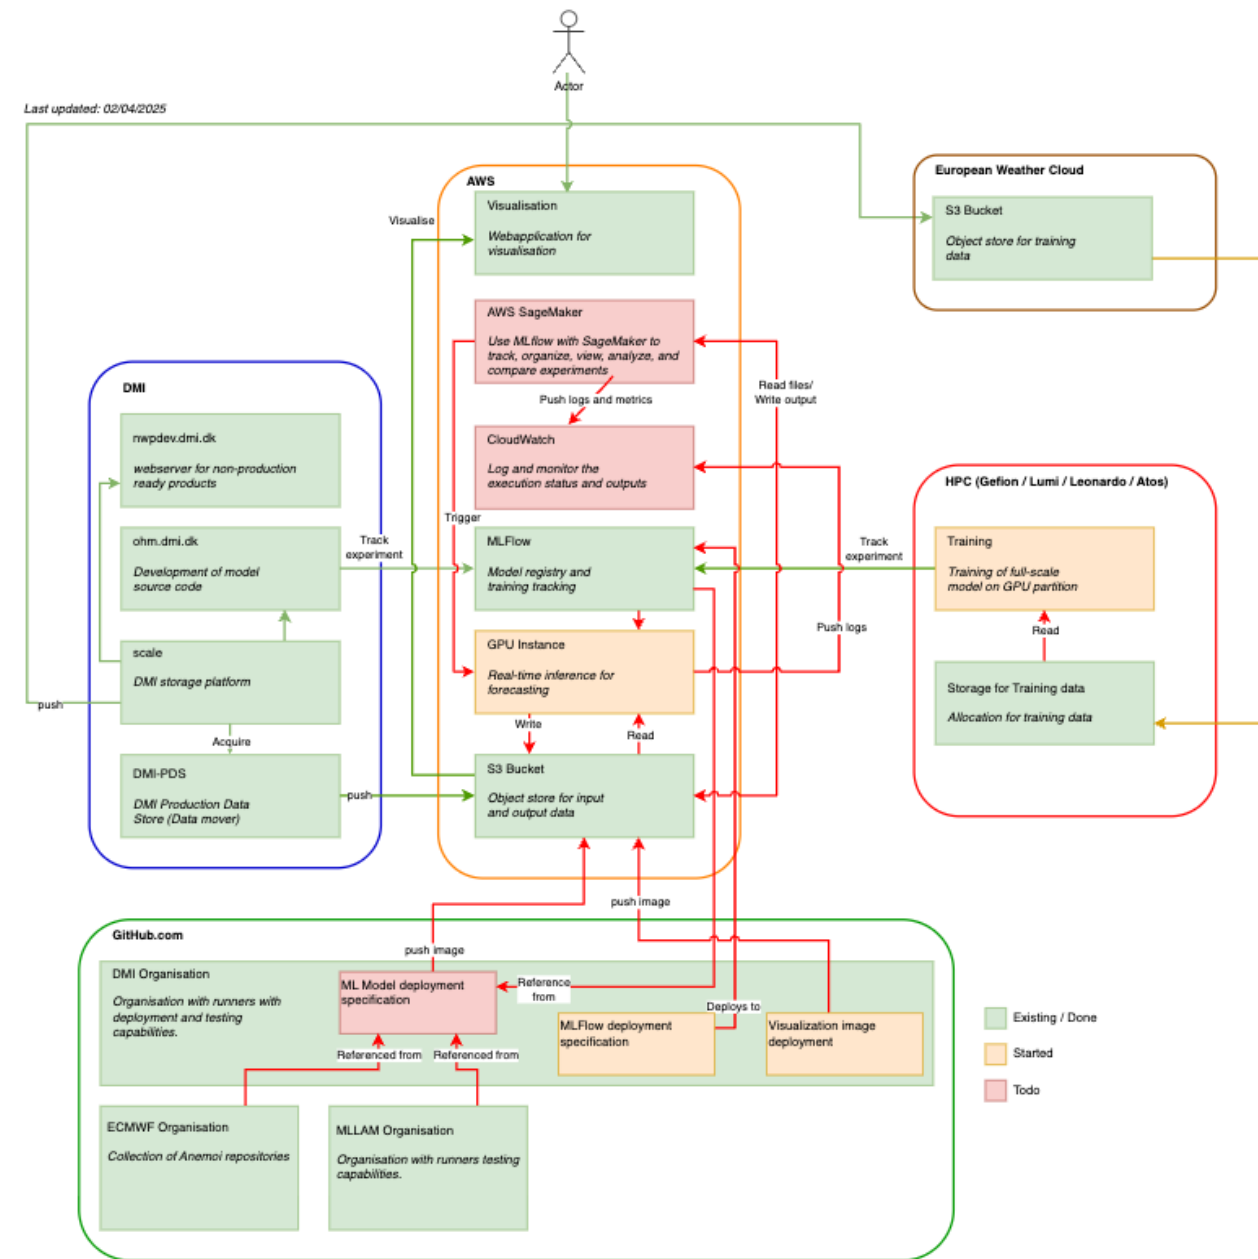 Actor
Last updated: 02/04/2025
AWS
Visualisation
Webapplication for
visualisation
Visualise
European Weather Cloud
S3 Bucket
Object store for training
data
AWS SageMaker
Use MLflow with SageMaker to
track, organize, view, analyze, and
compare experiments
Push logs and metrics
Read files/
Write output
CloudWatch
Log and monitor the
execution status and outputs
Trigger
DMI
nwpdev.dmi.dk
webserver for non-production
ready products
ohm.dmi.dk
Development of model
source code
Track
experiment
MLFlow
Model registry and
training tracking
Track
experiment
HPC (Gefion / Lumi / Leonardo / Atos)
Training
Training of full-scale
model on GPU partition
Read
Push logs
GPU Instance
Real-time inference for
forecasting
scale
DMI storage platform
push
Acquire
Write
Read
Storage for Training data
Allocation for training data
DMI-PDS
DMI Production Data
Store (Data mover)
push
S3 Bucket
Object store for input
and output data
push image
push image
GitHub.com
DMI Organisation
Organisation with runners with
deployment and testing
capabilities.
ML Model deployment
specification
Reference
from
Deploys to
MLFlow deployment
specification
Visualization image
deployment
Referenced from
Referenced from
ECMWF Organisation
Collection of Anemoi repositories
MLLAM Organisation
Organisation with runners testing
capabilities.
Existing / Done
Started
Todo